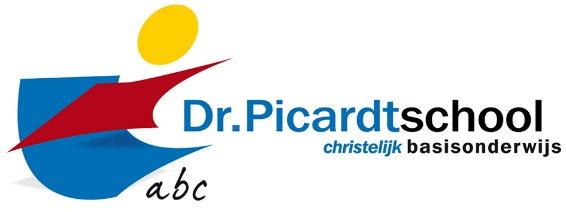 Dr.Picardtschool
christelijk basisonderwijs
abc